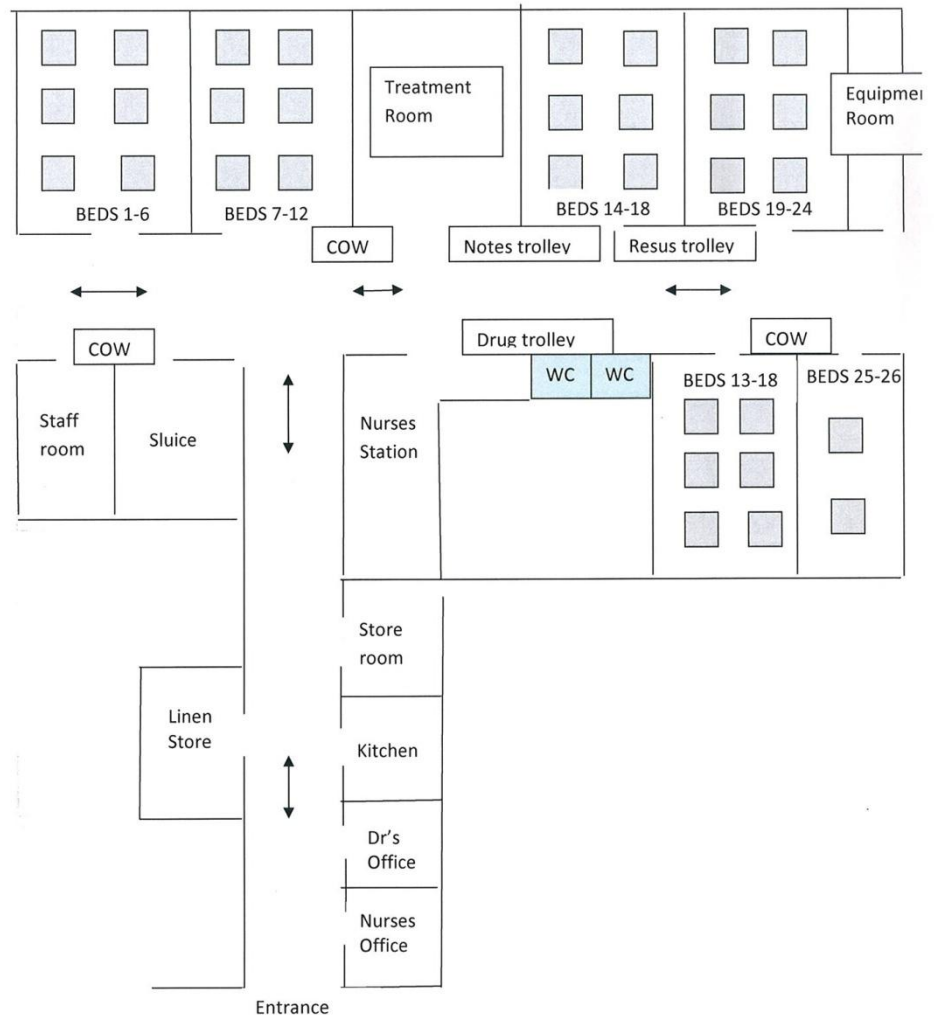 Treatment
Room
Equipmen
Room
BEDS 1-6
BEDS 7-12
BEDS 14-18
BEDS 19-24
COW
Notes trolley
Resus trolley
COW
Drug trolley
COW
WC
WC
BEDS 13-18
BEDS 25-26
Staff
room
Sluice
Nurses
Station
Store
room
Linen
Store
Kitchen
Dr's
Office
Nurses
Office
Entrance